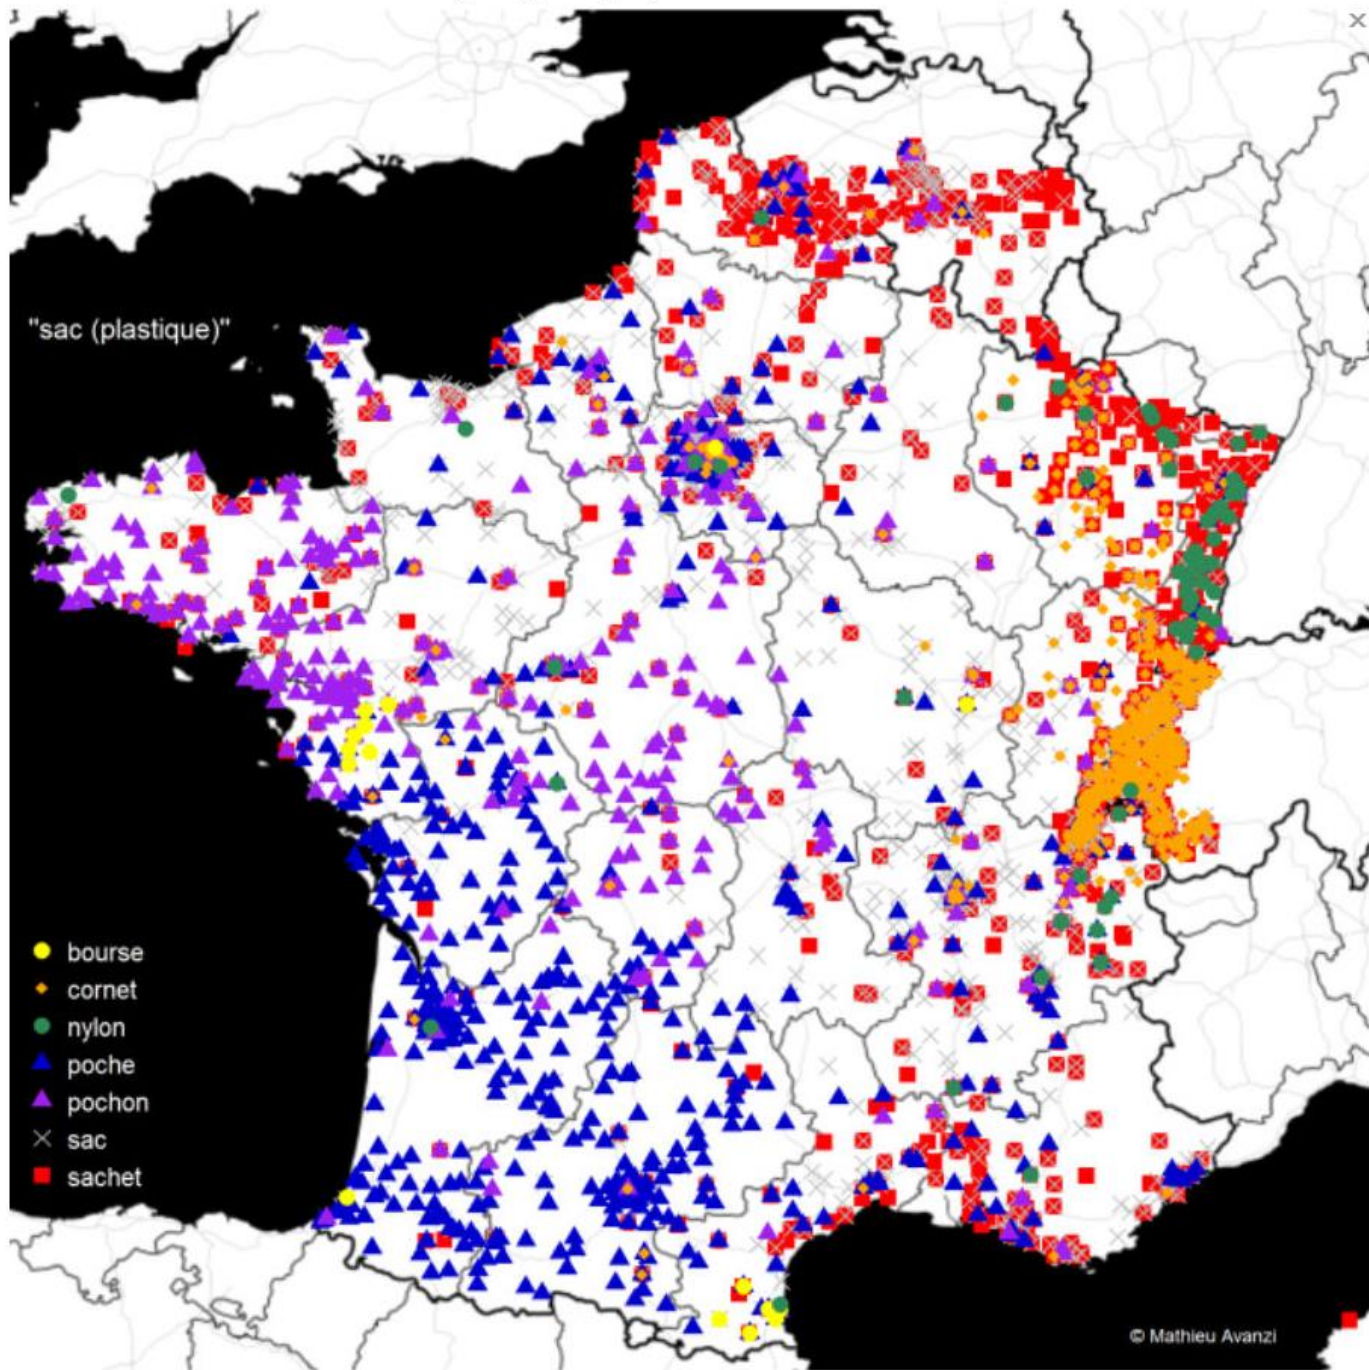 "sac (plastique)"
bourse
cornet
nylon
poche
pochon
sac
sachet
© Mathieu Avanzi